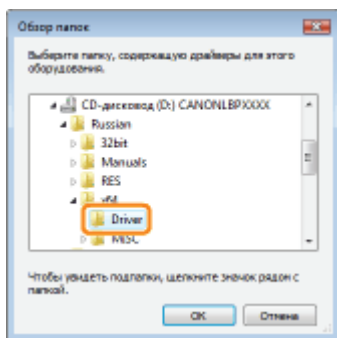 Обзор папок
Выберите папку, содержащую драйверы для этого
оборудования.
CD-дисковод (D:) CANONLBPXXXX
Russian
32bit
Manuals
RES
x64
Driver
MISC
Чтобы увидеть подпапки, щелкните значок рядом с
папкой.
OK
Отмена